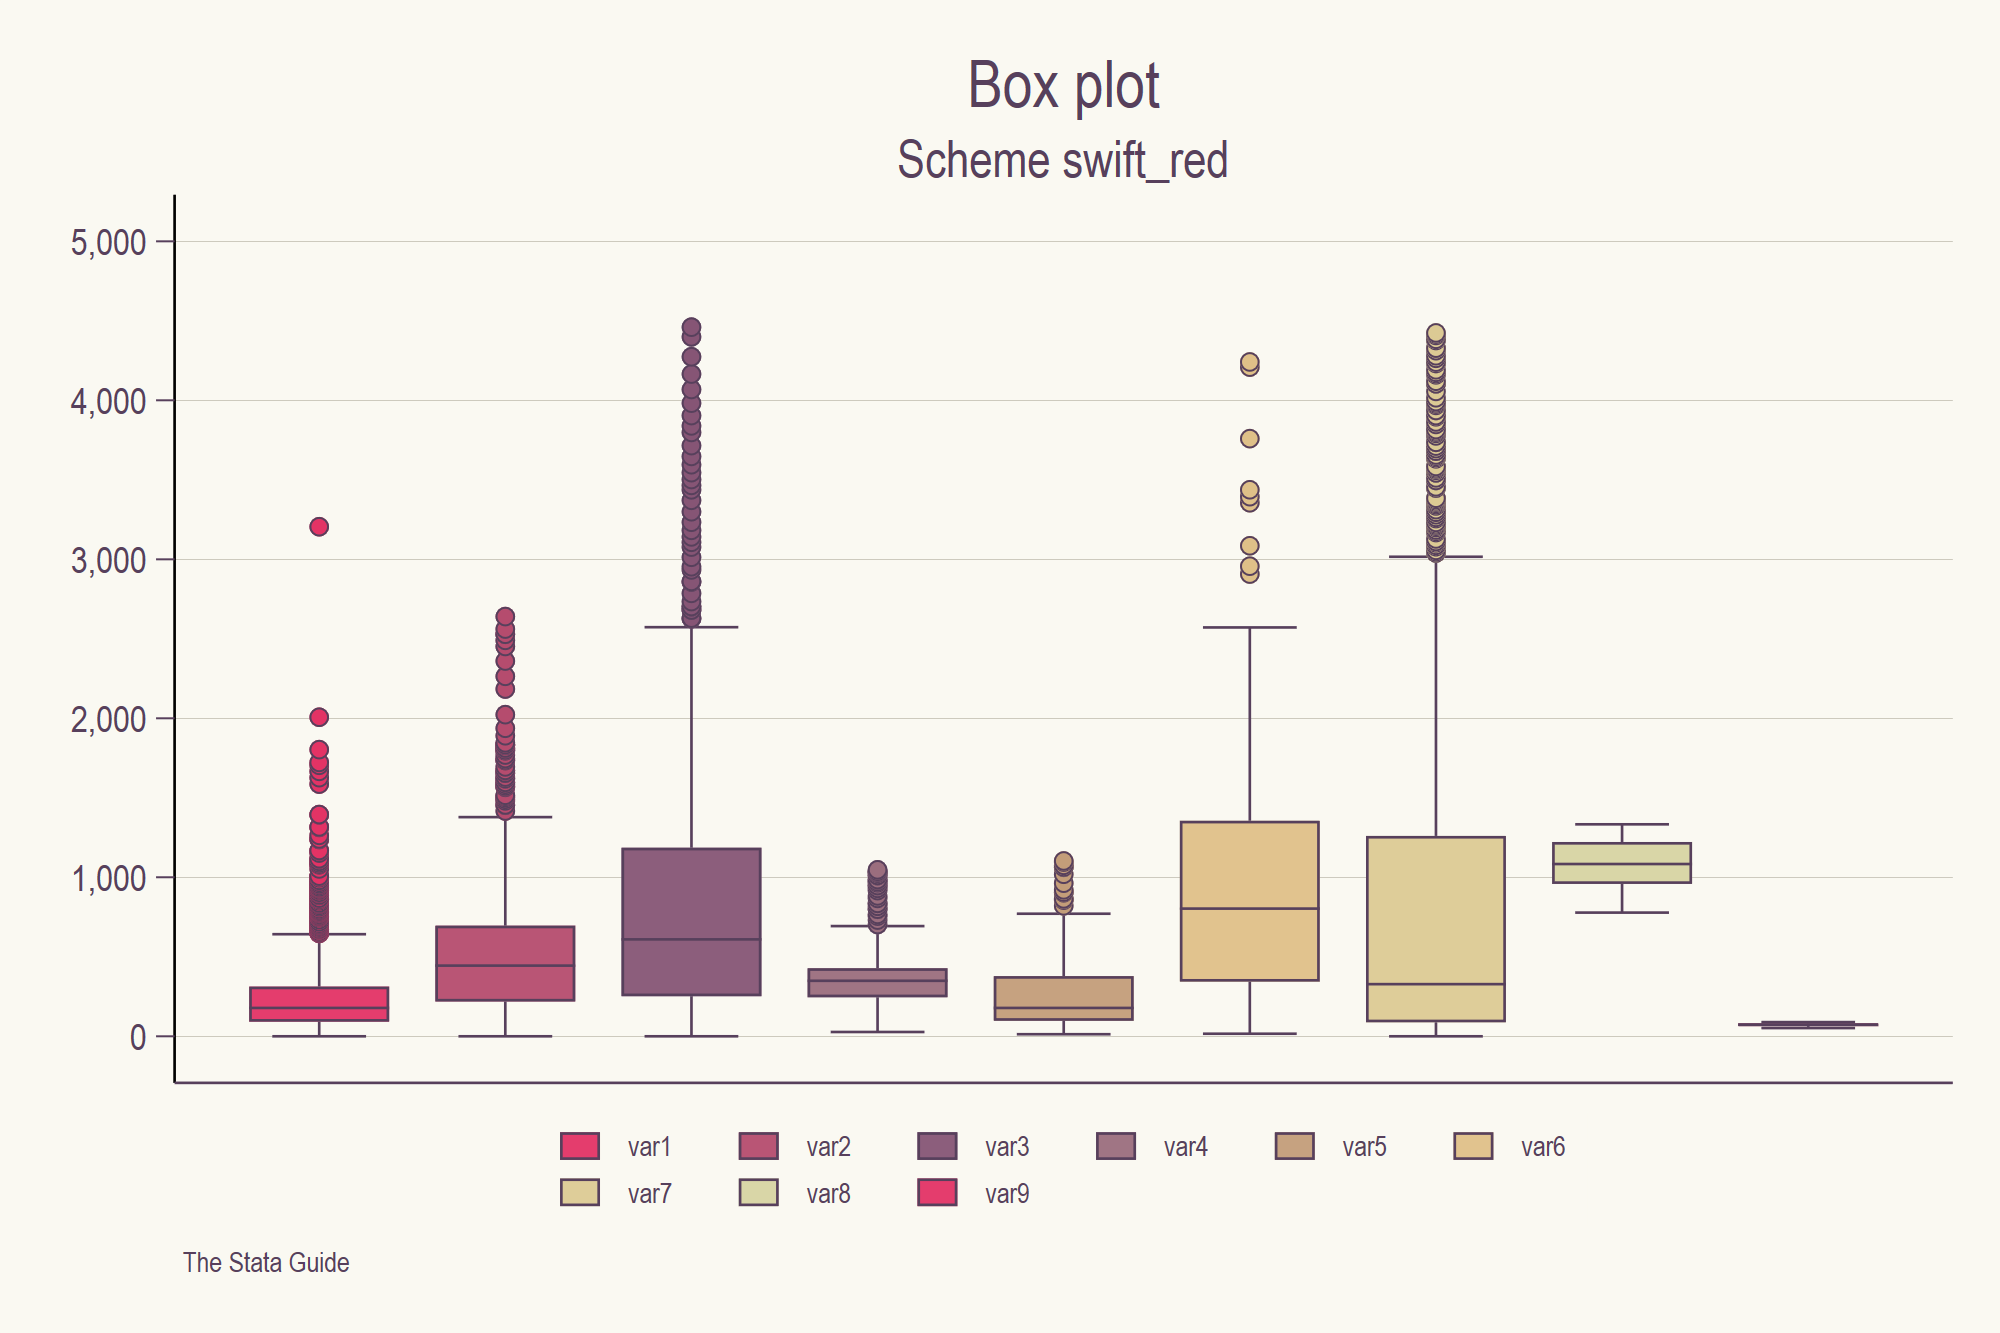 Box plot
Scheme swift_red
5,000
4,000
3,000
2,000
1,000
0
var1 var2 var3 var4 var5 var6
var7 var8 var9
The Stata Guide